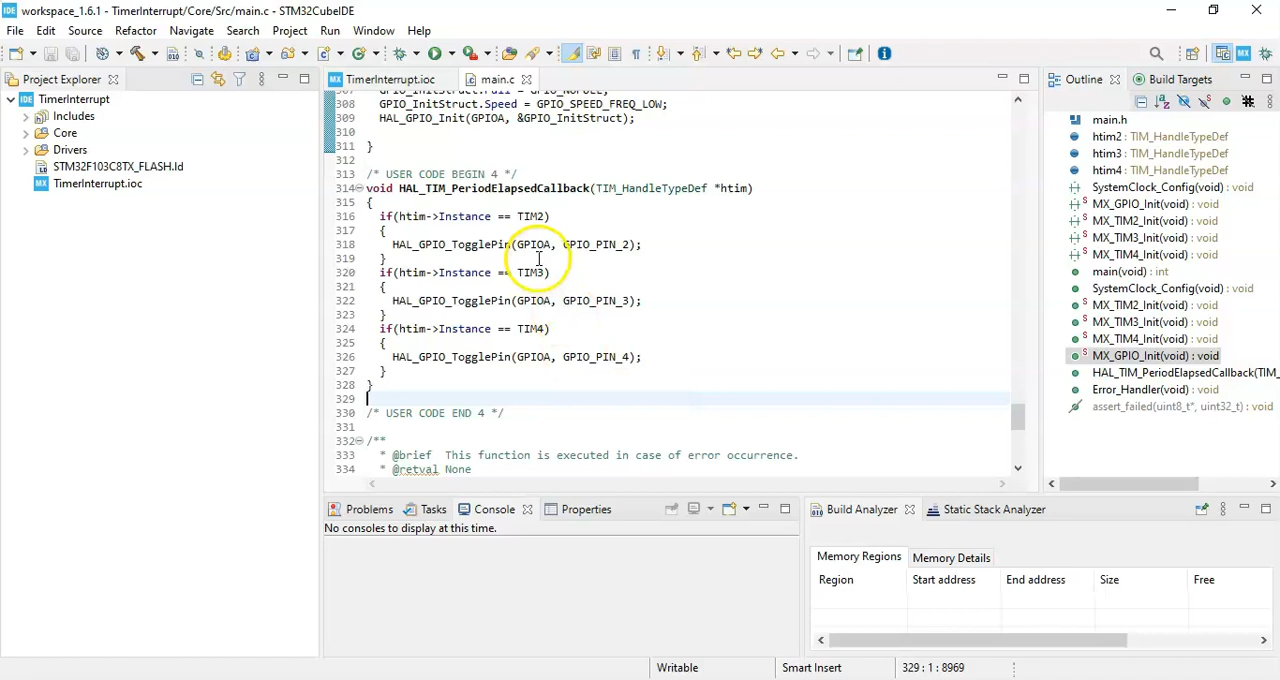 IDE workspace_1.6.1 - TimerInterrupt/Core/Src/main.c - STM32CubeIDE
File Edit Source Refactor Navigate Search Project Run Window Help
Project Explorer
IDE TimerInterrupt
Includes
Core
Drivers
STM32F103C8TX_FLASH.ld
MX TimerInterrupt.ioc
MX TimerInterrupt.ioc main.c
307 GPIO_InitStruct.Pull = GPIO_NOPULL;
308 GPIO_InitStruct.Speed = GPIO_SPEED_FREQ_LOW;
309 HAL_GPIO_Init(GPIOA, &GPIO_InitStruct);
310
311 }
312
313 /* USER CODE BEGIN 4 */
314 void HAL_TIM_PeriodElapsedCallback(TIM_HandleTypeDef *htim)
315 {
316 if(htim->Instance == TIM2)
317 {
318 HAL_GPIO_TogglePin(GPIOA, GPIO_PIN_2);
319 }
320 if(htim->Instance == TIM3)
321 {
322 HAL_GPIO_TogglePin(GPIOA, GPIO_PIN_3);
323 }
324 if(htim->Instance == TIM4)
325 {
326 HAL_GPIO_TogglePin(GPIOA, GPIO_PIN_4);
327 }
328 }
329
330 /* USER CODE END 4 */
331
332 /**
333 * @brief This function is executed in case of error occurrence.
334 * @retval None
Outline Build Targets
main.h
htim2 : TIM_HandleTypeDef
htim3 : TIM_HandleTypeDef
htim4 : TIM_HandleTypeDef
SystemClock_Config(void) : void
MX_GPIO_Init(void) : void
MX_TIM2_Init(void) : void
MX_TIM3_Init(void) : void
MX_TIM4_Init(void) : void
main(void) : int
SystemClock_Config(void) : void
MX_TIM2_Init(void) : void
MX_TIM3_Init(void) : void
MX_TIM4_Init(void) : void
MX_GPIO_Init(void) : void
HAL_TIM_PeriodElapsedCallback(TIM_
Error_Handler(void) : void
assert_failed(uint8_t*, uint32_t) : void
Problems Tasks Console Properties
No consoles to display at this time.
Build Analyzer Static Stack Analyzer
Memory Regions Memory Details
Region Start address End address Size Free
Writable Smart Insert 329 : 1 : 8969